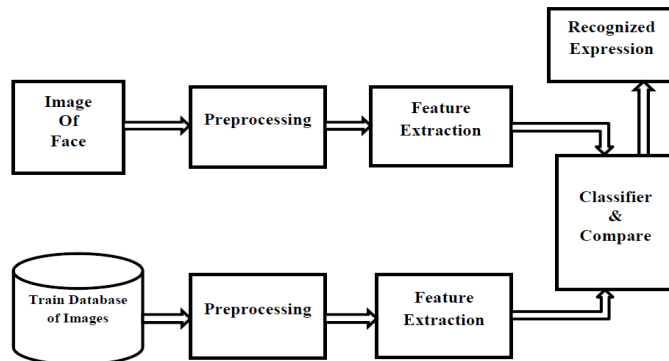 Recognized
Expression
Image
Of
Face
Preprocessing
Feature
Extraction
Classifier
&
Compare
Train Database
of Images
Preprocessing
Feature
Extraction